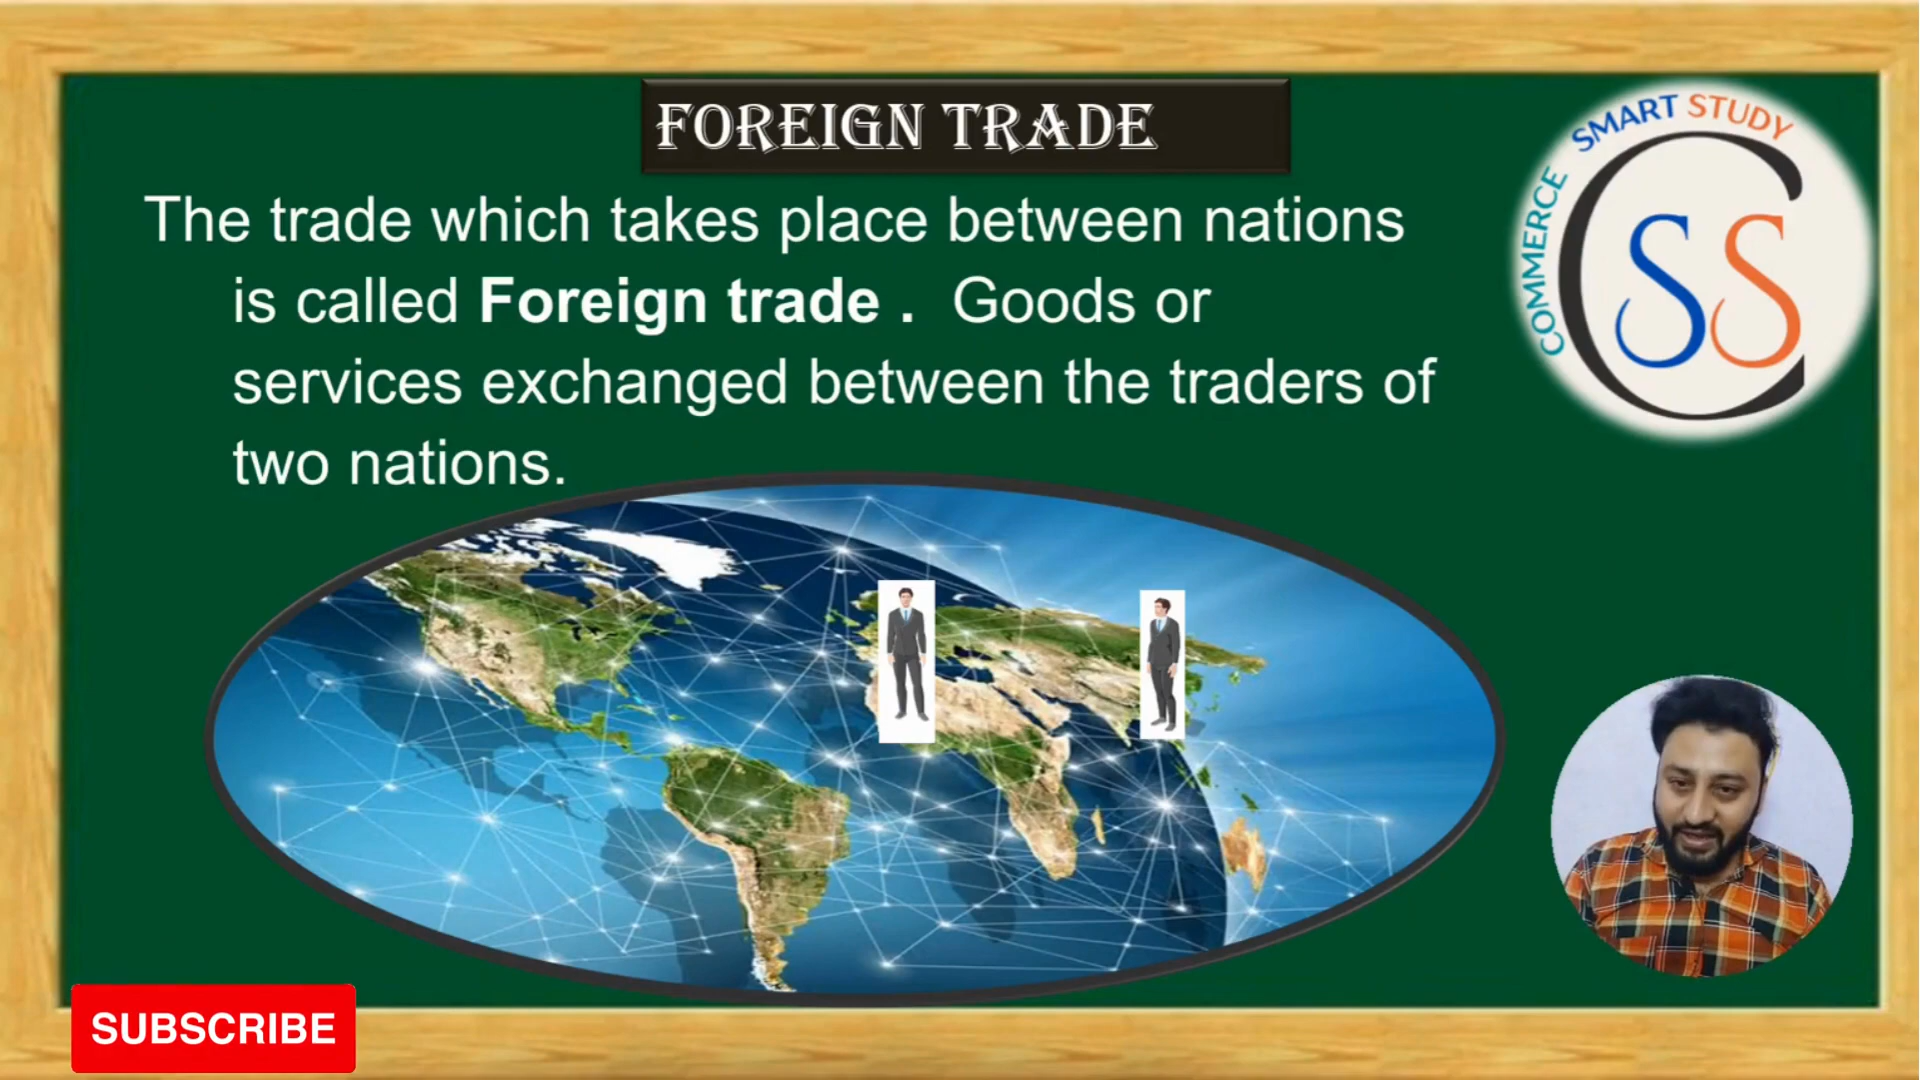 FOREIGN TRADE
The trade which takes place between nations
is called Foreign trade .  Goods or
services exchanged between the traders of
two nations.
COMMERCE SMART STUDY
CSS
SUBSCRIBE